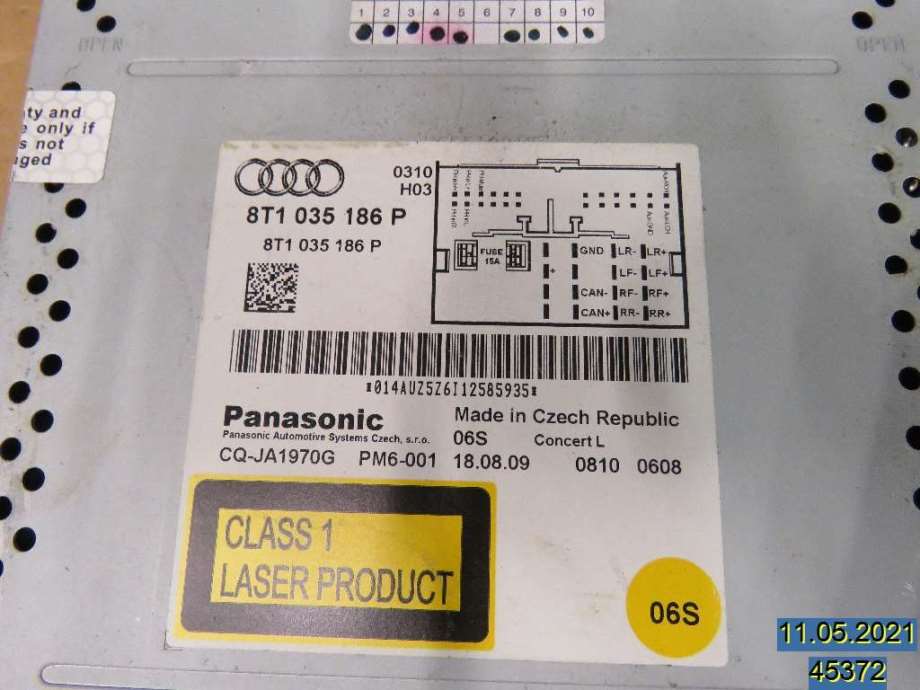 1 2 3 4 5 6 7 8 9 10
OPEN
OPEN
ty and
e only if
s not
ged
0310
H03
8T1 035 186 P
8T1 035 186 P
FUSE
15A
+
GND LR- LR+
LF- LF+
CAN- RF- RF+
CAN+ RR- RR+
*014AUZ5Z6I12585935*
Panasonic
Panasonic Automotive Systems Czech, s.r.o.
Made in Czech Republic
06S Concert L
CQ-JA1970G PM6-001 18.08.09 0810 0608
CLASS 1
LASER PRODUCT
06S
11.05.2021
45372